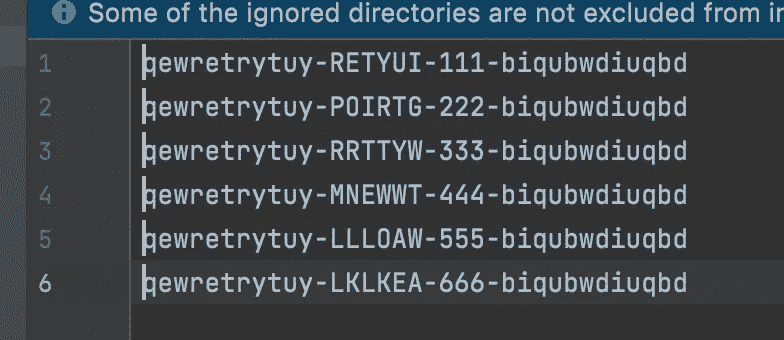 Some of the ignored directories are not excluded from
1 qewretrytuy-RETYUI-111-biqubwdiuqbd
2 qewretrytuy-POIRTG-222-biqubwdiuqbd
3 qewretrytuy-RRTTYW-333-biqubwdiuqbd
4 qewretrytuy-MNEWWT-444-biqubwdiuqbd
5 qewretrytuy-LLLOAW-555-biqubwdiuqbd
6 qewretrytuy-LKLKEA-666-biqubwdiuqbd